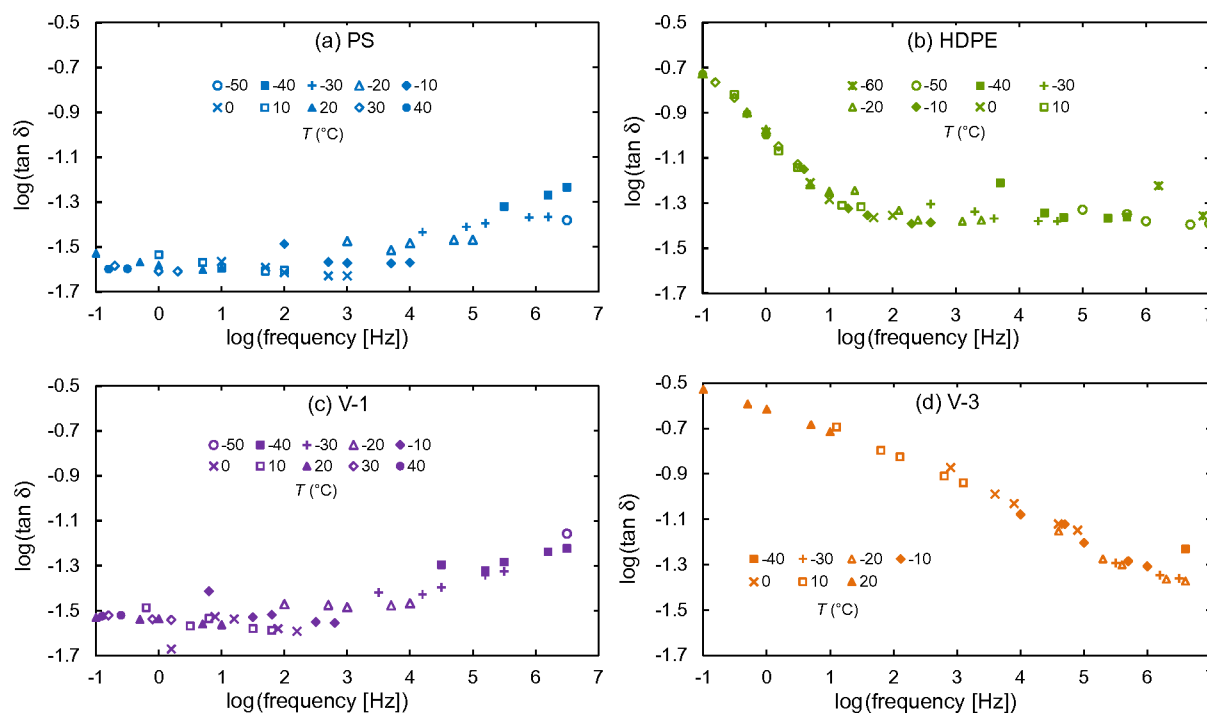 (a) PS
-50 -40 -30 -20 -10
0 10 20 30 40
T (°C)
-0.5
-0.7
-0.9
-1.1
-1.3
-1.5
-1.7
log(tan δ)
-1 0 1 2 3 4 5 6 7
log(frequency [Hz])
(b) HDPE
-60 -50 -40 -30
-20 -10 0 10
T (°C)
-0.5
-0.7
-0.9
-1.1
-1.3
-1.5
-1.7
log(tan δ)
-1 0 1 2 3 4 5 6 7
log(frequency [Hz])
(c) V-1
-50 -40 -30 -20 -10
0 10 20 30 40
T (°C)
-0.5
-0.7
-0.9
-1.1
-1.3
-1.5
-1.7
log(tan δ)
-1 0 1 2 3 4 5 6 7
log(frequency [Hz])
(d) V-3
-40 -30 -20 -10
0 10 20
T (°C)
-0.5
-0.7
-0.9
-1.1
-1.3
-1.5
-1.7
log(tan δ)
-1 0 1 2 3 4 5 6 7
log(frequency [Hz])